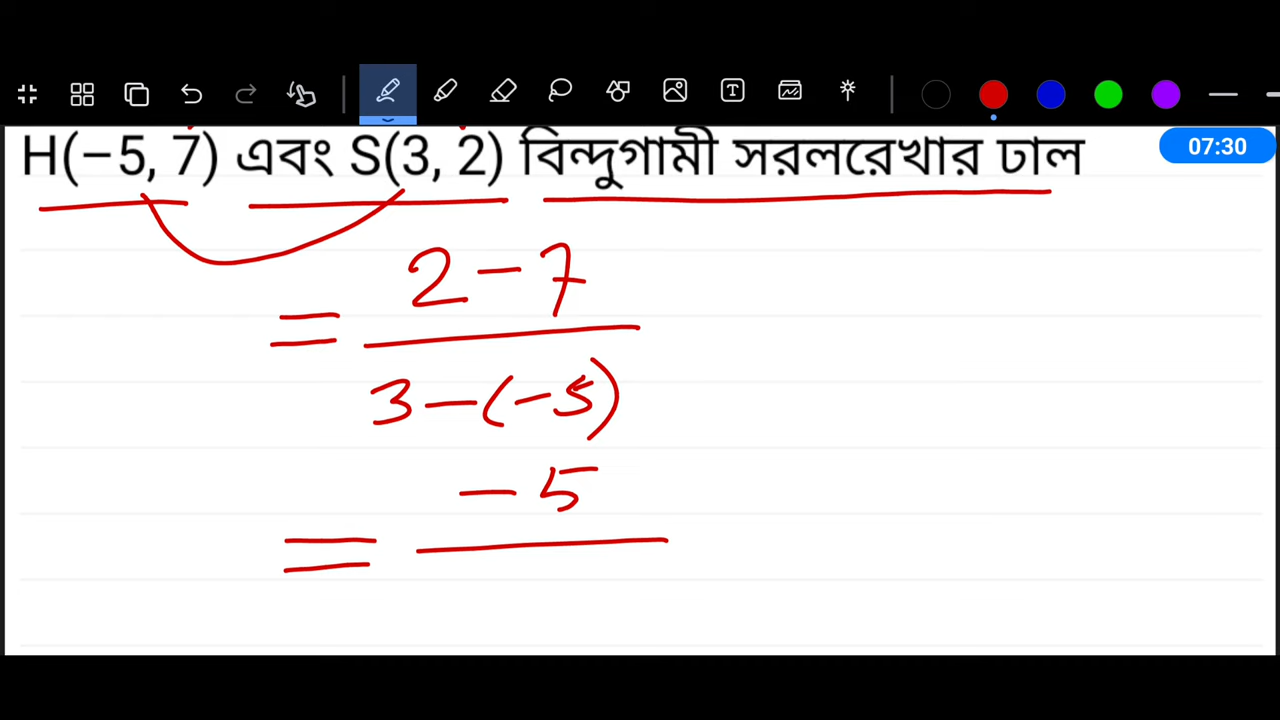 07:30
H(−5, 7) এবং S(3, 2) বিন্দুগামী সরলরেখার ঢাল
2 − 7
=
3 − (−5)
− 5
=